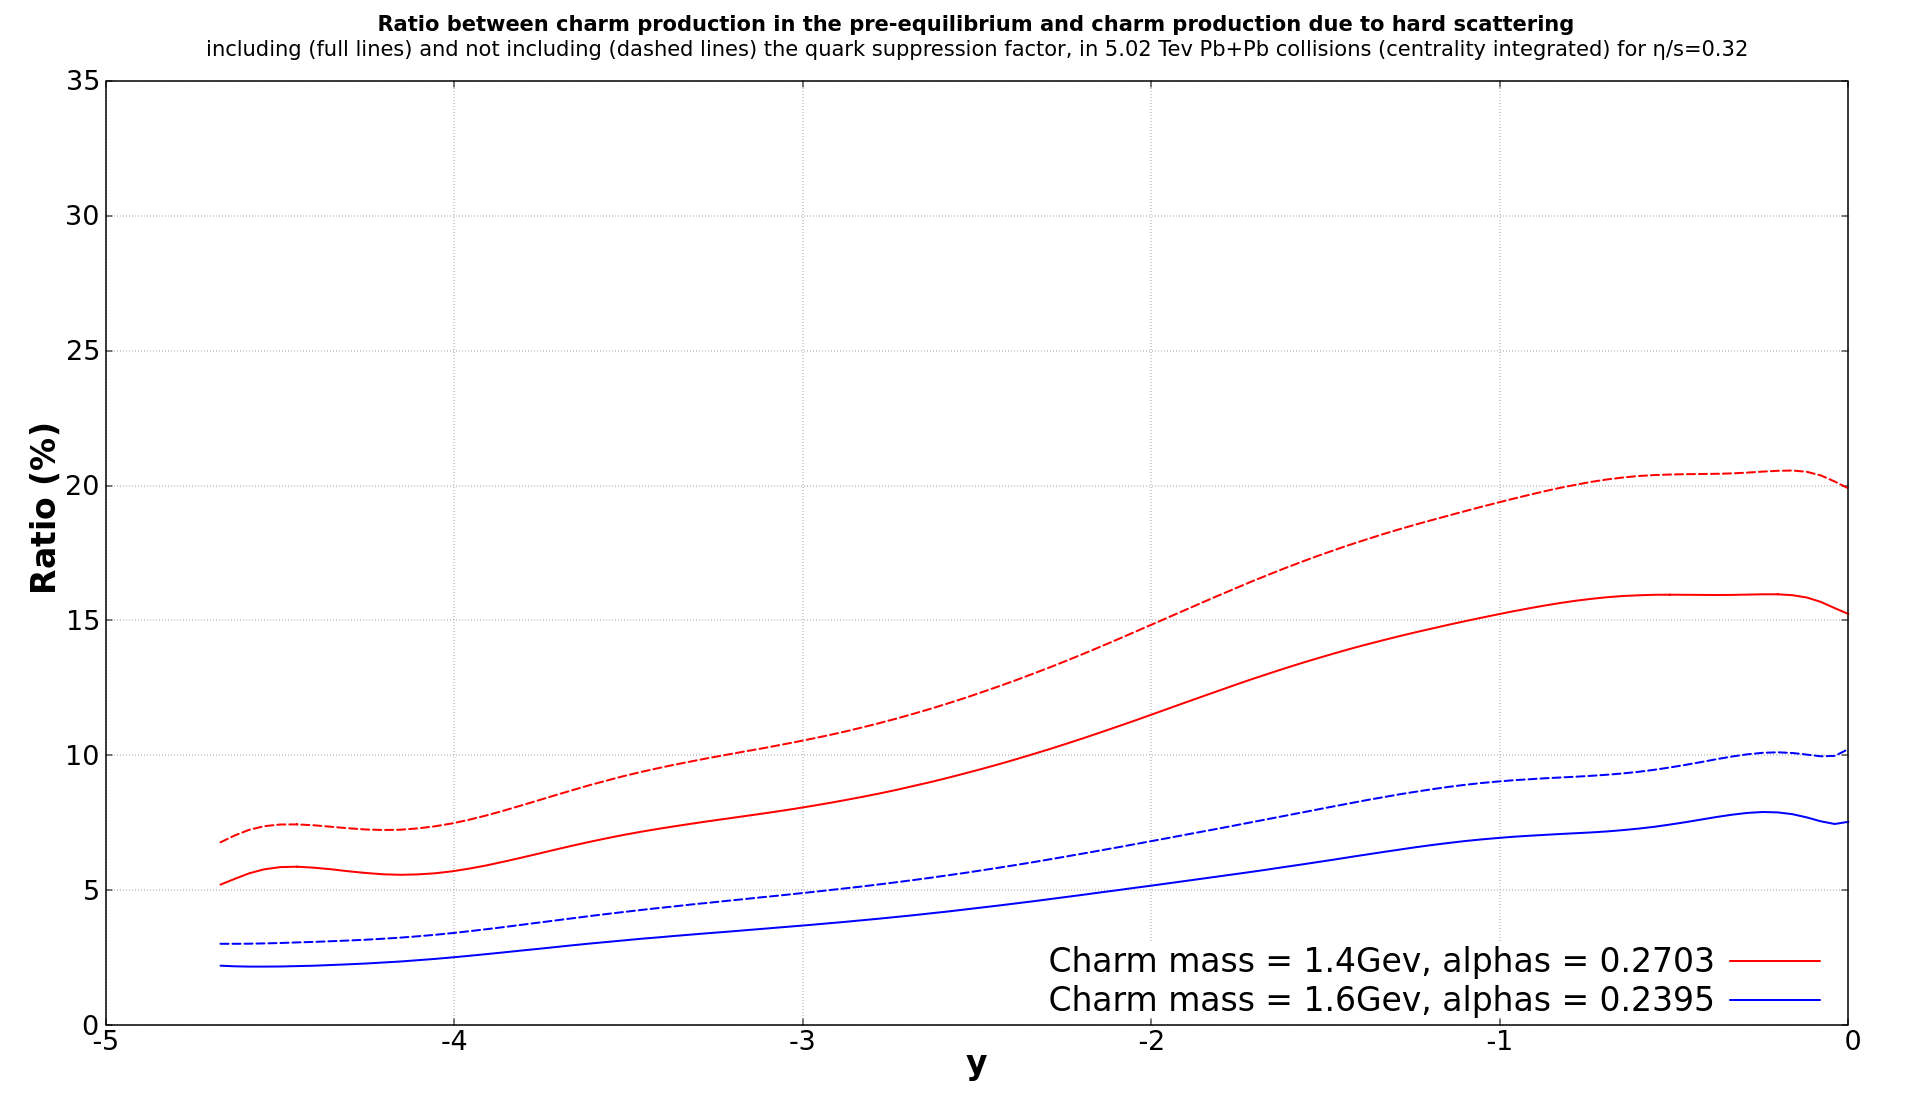 Ratio between charm production in the pre-equilibrium and charm production due to hard scattering
including (full lines) and not including (dashed lines) the quark suppression factor, in 5.02 Tev Pb+Pb collisions (centrality integrated) for η/s=0.32
35
30
25
20
15
10
5
0
Ratio (%)
Charm mass = 1.4Gev, alphas = 0.2703
Charm mass = 1.6Gev, alphas = 0.2395
-5 -4 -3 -2 -1 0
y